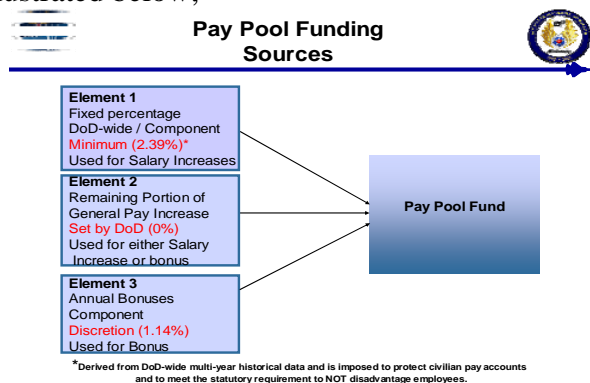 ustrated below,
Pay Pool Funding
Sources
Element 1
Fixed percentage
DoD-wide / Component
Minimum (2.39%)*
Used for Salary Increases
Element 2
Remaining Portion of
General Pay Increase
Set by DoD (0%)
Used for either Salary
Increase or bonus
Element 3
Annual Bonuses
Component
Discretion (1.14%)
Used for Bonus
Pay Pool Fund
*Derived from DoD-wide multi-year historical data and is imposed to protect civilian pay accounts
and to meet the statutory requirement to NOT disadvantage employees.